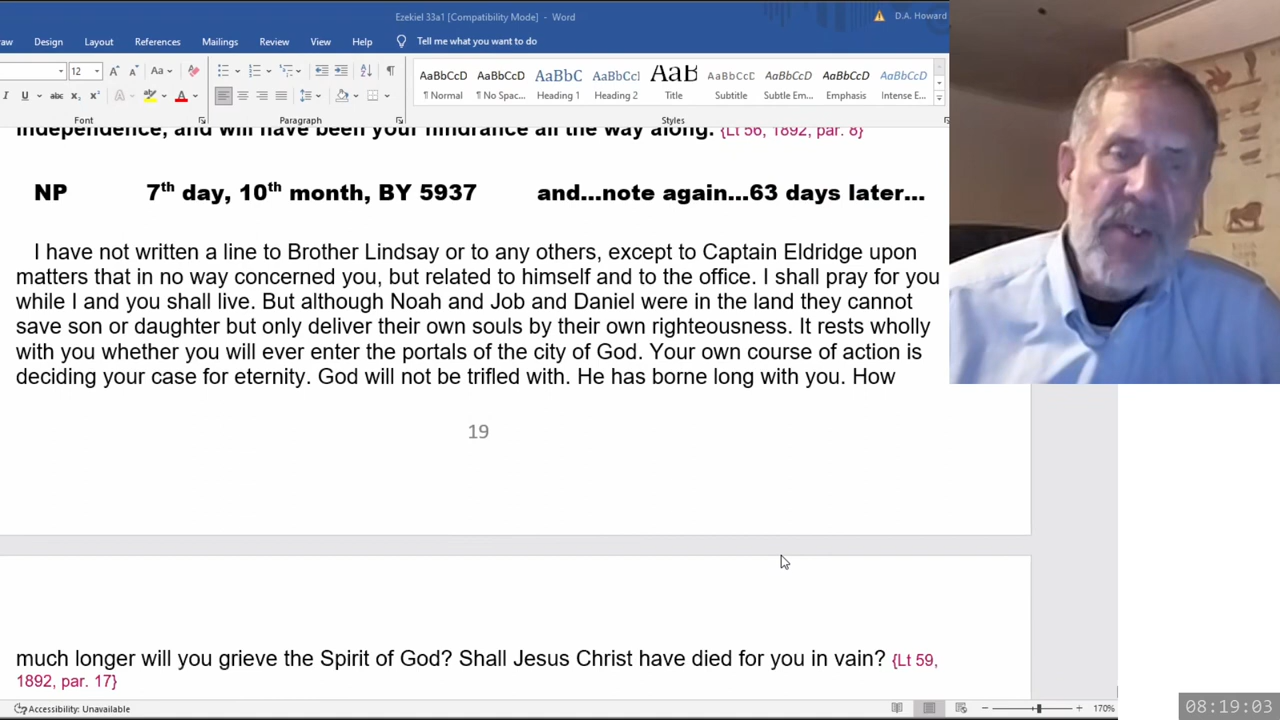 Ezekiel 33a1 [Compatibility Mode] - Word
D.A. Howard
aw Design Layout References Mailings Review View Help Tell me what you want to do
12 Aa
AaBbCcD AaBbCcD AaBbC AaBbCcI AaB AaBbCcD AaBbCcD AaBbCcD AaBbCcD
I U abc x₂ x² A A
¶ Normal ¶ No Spac... Heading 1 Heading 2 Title Subtitle Subtle Em... Emphasis Intense E...
Font Paragraph Styles
independence, and will have been your hindrance all the way along. {Lt 56, 1892, par. 8}
NP 7th day, 10th month, BY 5937 and...note again...63 days later...
I have not written a line to Brother Lindsay or to any others, except to Captain Eldridge upon
matters that in no way concerned you, but related to himself and to the office. I shall pray for you
while I and you shall live. But although Noah and Job and Daniel were in the land they cannot
save son or daughter but only deliver their own souls by their own righteousness. It rests wholly
with you whether you will ever enter the portals of the city of God. Your own course of action is
deciding your case for eternity. God will not be trifled with. He has borne long with you. How
19
much longer will you grieve the Spirit of God? Shall Jesus Christ have died for you in vain? {Lt 59,
1892, par. 17}
Accessibility: Unavailable
170%
08:19:03